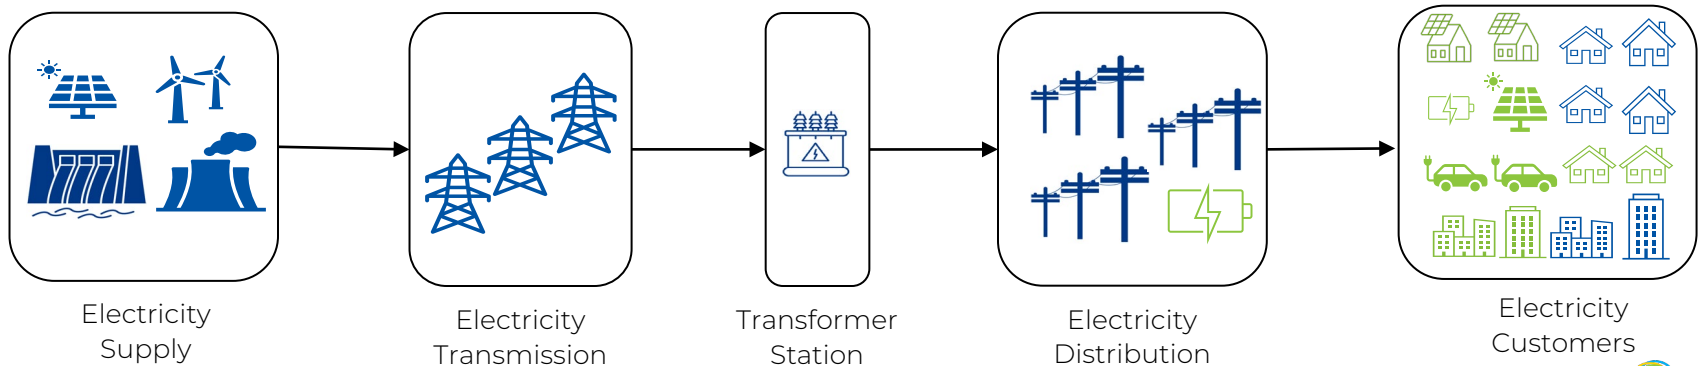 Electricity
Supply
Electricity
Transmission
Transformer
Station
Electricity
Distribution
Electricity
Customers